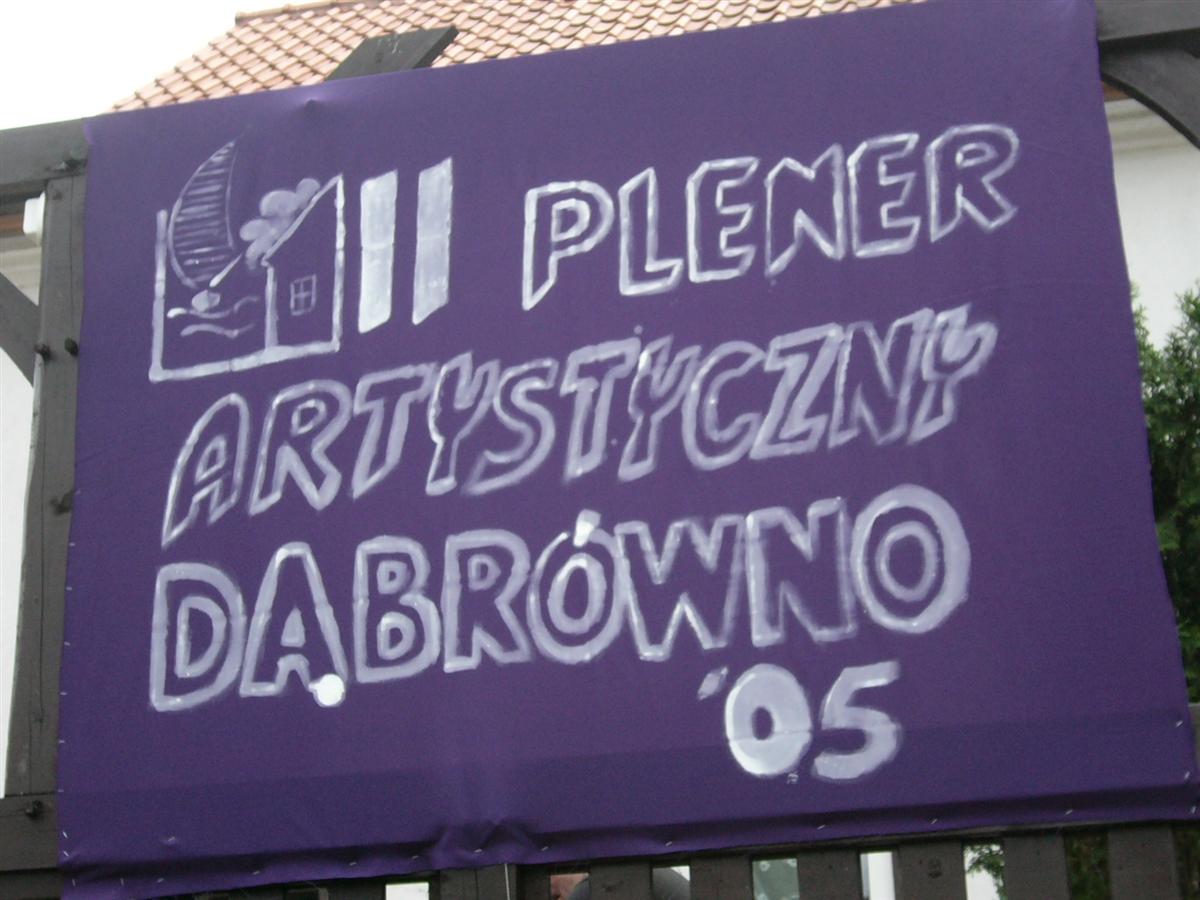 II PLENER
ARTYSTYCZNY
DĄBRÓWNO
'05